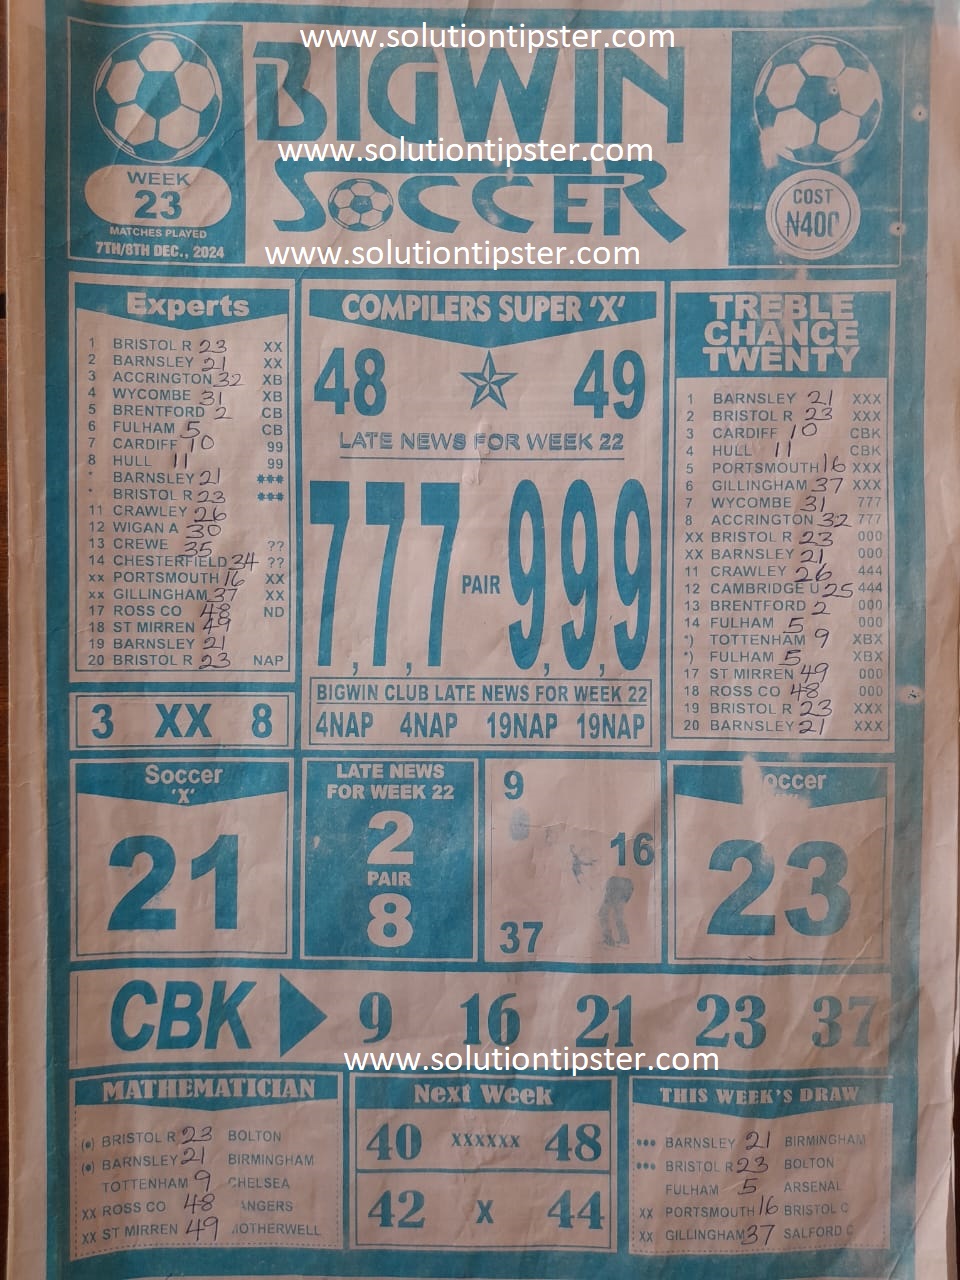 www.solutiontipster.com
BIGWIN
www.solutiontipster.com
SOCCER
www.solutiontipster.com
WEEK
23
MATCHES PLAYED
7TH/8TH DEC., 2024
COST
₦400
Experts
1 BRISTOL R 23 XX
2 BARNSLEY 21 XX
3 ACCRINGTON 32 XB
4 WYCOMBE 31 XB
5 BRENTFORD 2 CB
6 FULHAM 5 CB
7 CARDIFF 10 99
8 HULL 11 99
* BARNSLEY 21 ***
* BRISTOL R 23 ***
11 CRAWLEY 26
12 WIGAN A 30
13 CREWE 35 ??
14 CHESTERFIELD 34 ??
xx PORTSMOUTH 16 XX
xx GILLINGHAM 37 XX
17 ROSS CO 48 ND
18 ST MIRREN 49
19 BARNSLEY 21
20 BRISTOL R 23 NAP
3 XX 8
COMPILERS SUPER 'X'
48 49
LATE NEWS FOR WEEK 22
7,7,7 PAIR 9,9,9
BIGWIN CLUB LATE NEWS FOR WEEK 22
4NAP 4NAP 19NAP 19NAP
TREBLE
CHANCE
TWENTY
1 BARNSLEY 21 XXX
2 BRISTOL R 23 XXX
3 CARDIFF 10 CBK
4 HULL 11 CBK
5 PORTSMOUTH 16 XXX
6 GILLINGHAM 37 XXX
7 WYCOMBE 31 777
8 ACCRINGTON 32 777
XX BRISTOL R 23 000
XX BARNSLEY 21 000
11 CRAWLEY 26 444
12 CAMBRIDGE U 25 444
13 BRENTFORD 2 000
14 FULHAM 5 000
*) TOTTENHAM 9 XBX
*) FULHAM 5 XBX
17 ST MIRREN 49 000
18 ROSS CO 48 000
19 BRISTOL R 23 XXX
20 BARNSLEY 21 XXX
Soccer
'X'
21
LATE NEWS
FOR WEEK 22
2
PAIR
8
9
16
37
occer
23
CBK 9 16 21 23 37
www.solutiontipster.com
MATHEMATICIAN
(•) BRISTOL R 23 BOLTON
(•) BARNSLEY 21 BIRMINGHAM
TOTTENHAM 9 CHELSEA
XX ROSS CO 48 ANGERS
XX ST MIRREN 49 MOTHERWELL
Next Week
40 XXXXXX 48
42 X 44
THIS WEEK'S DRAW
••• BARNSLEY 21 BIRMINGHAM
••• BRISTOL R 23 BOLTON
FULHAM 5 ARSENAL
XX PORTSMOUTH 16 BRISTOL C
XX GILLINGHAM 37 SALFORD C